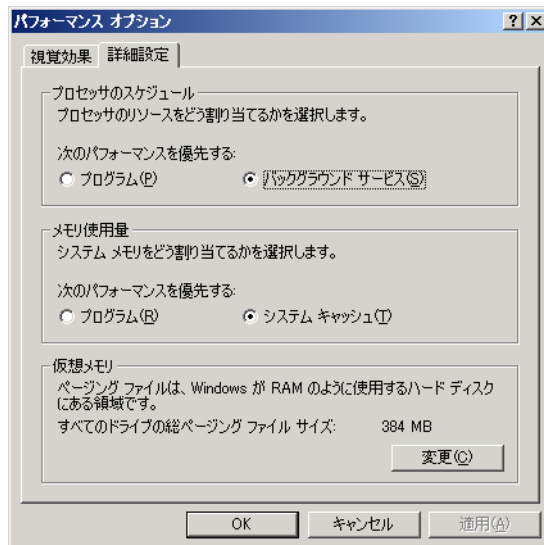 パフォーマンス オプション
視覚効果 詳細設定
プロセッサのスケジュール
プロセッサのリソースをどう割り当てるかを選択します。
次のパフォーマンスを優先する:
プログラム(P) バックグラウンド サービス(S)
メモリ使用量
システム メモリをどう割り当てるかを選択します。
次のパフォーマンスを優先する:
プログラム(R) システム キャッシュ(T)
仮想メモリ
ページング ファイルは、Windows が RAM のように使用するハード ディスク
にある領域です。
すべてのドライブの総ページング ファイル サイズ: 384 MB
変更(C)
OK キャンセル 適用(A)